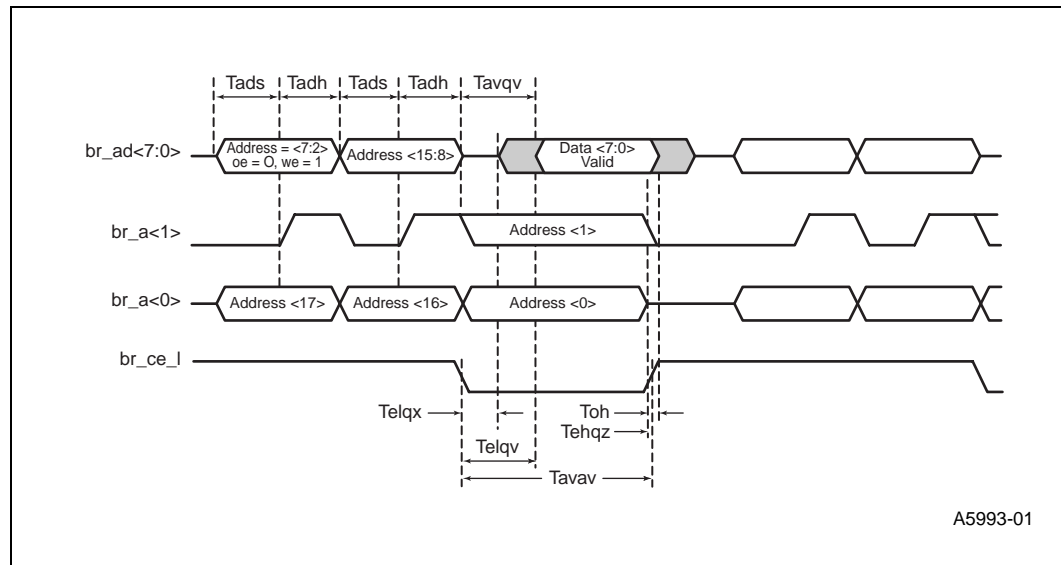 Tads Tadh Tads Tadh Tavqv
br_ad<7:0>
Address = <7:2>
oe = O, we = 1
Address <15:8>
Data <7:0>
Valid
br_a<1>
Address <1>
br_a<0>
Address <17>
Address <16>
Address <0>
br_ce_l
Telqx
Toh
Tehqz
Telqv
Tavav
A5993-01